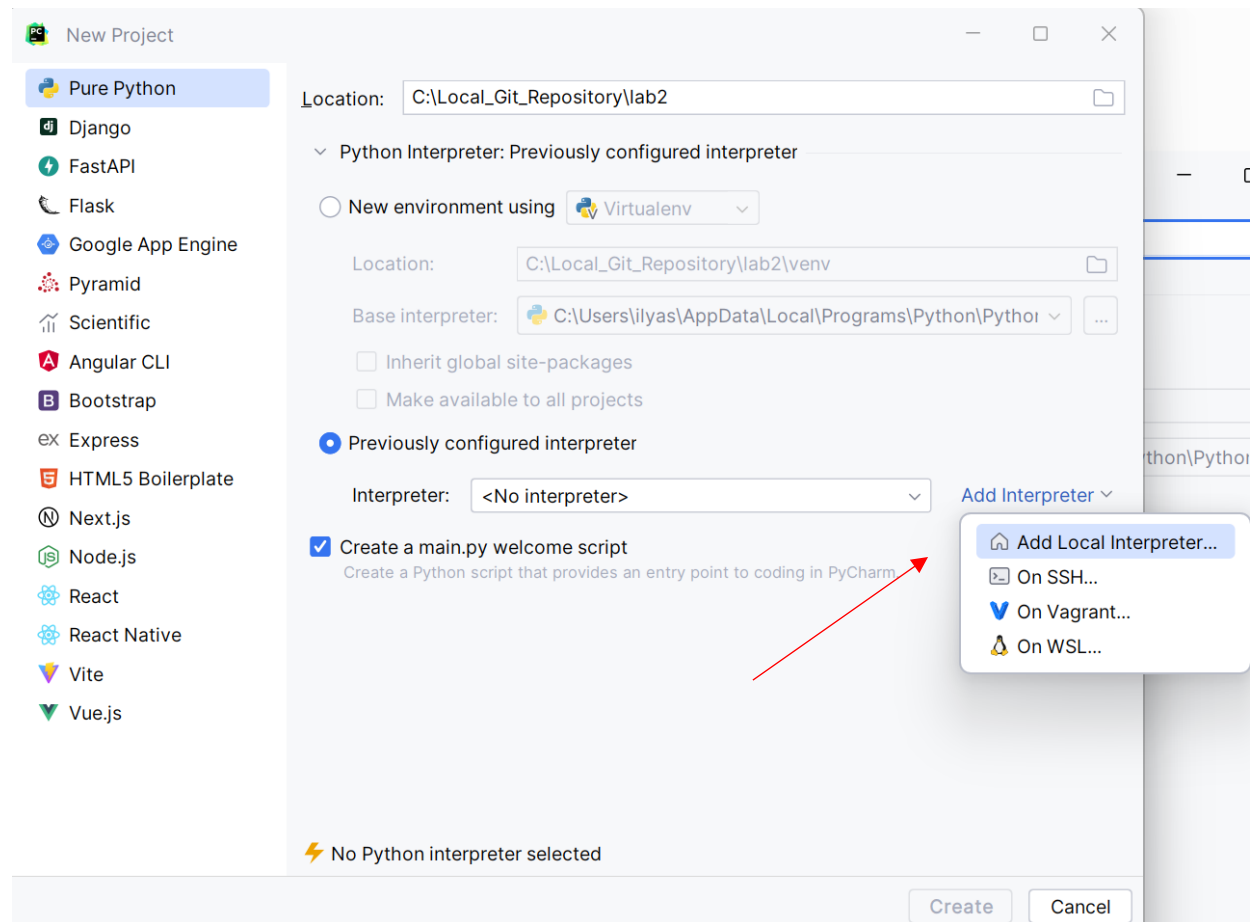 New Project
Pure Python
Django
FastAPI
Flask
Google App Engine
Pyramid
Scientific
Angular CLI
Bootstrap
Express
HTML5 Boilerplate
Next.js
Node.js
React
React Native
Vite
Vue.js
Location: C:\Local_Git_Repository\lab2
Python Interpreter: Previously configured interpreter
New environment using Virtualenv
Location: C:\Local_Git_Repository\lab2\venv
Base interpreter: C:\Users\ilyas\AppData\Local\Programs\Python\Python ...
Inherit global site-packages
Make available to all projects
Previously configured interpreter
Interpreter: <No interpreter> Add Interpreter
Add Local Interpreter...
On SSH...
On Vagrant...
On WSL...
Create a main.py welcome script
Create a Python script that provides an entry point to coding in PyCharm.
No Python interpreter selected
Create Cancel
thon\Python